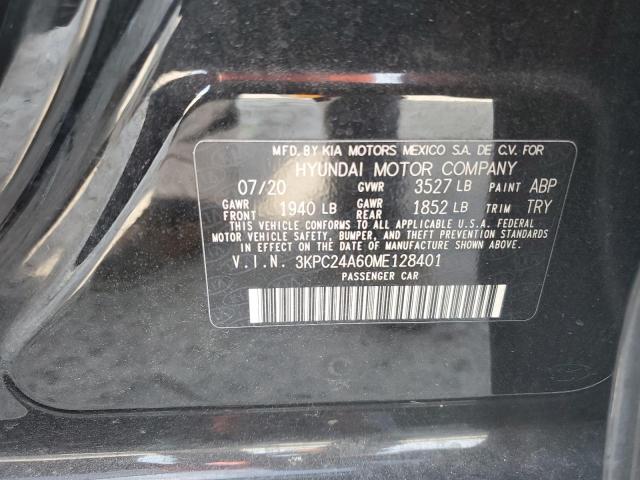 MFD. BY KIA MOTORS MEXICO S.A. DE C.V. FOR
HYUNDAI MOTOR COMPANY
07/20 GVWR 3527 LB PAINT ABP
GAWR FRONT 1940 LB GAWR REAR 1852 LB TRIM TRY
THIS VEHICLE CONFORMS TO ALL APPLICABLE U.S.A. FEDERAL
MOTOR VEHICLE SAFETY, BUMPER, AND THEFT PREVENTION STANDARDS
IN EFFECT ON THE DATE OF MANUFACTURE SHOWN ABOVE.
V.I.N. 3KPC24A60ME128401
PASSENGER CAR